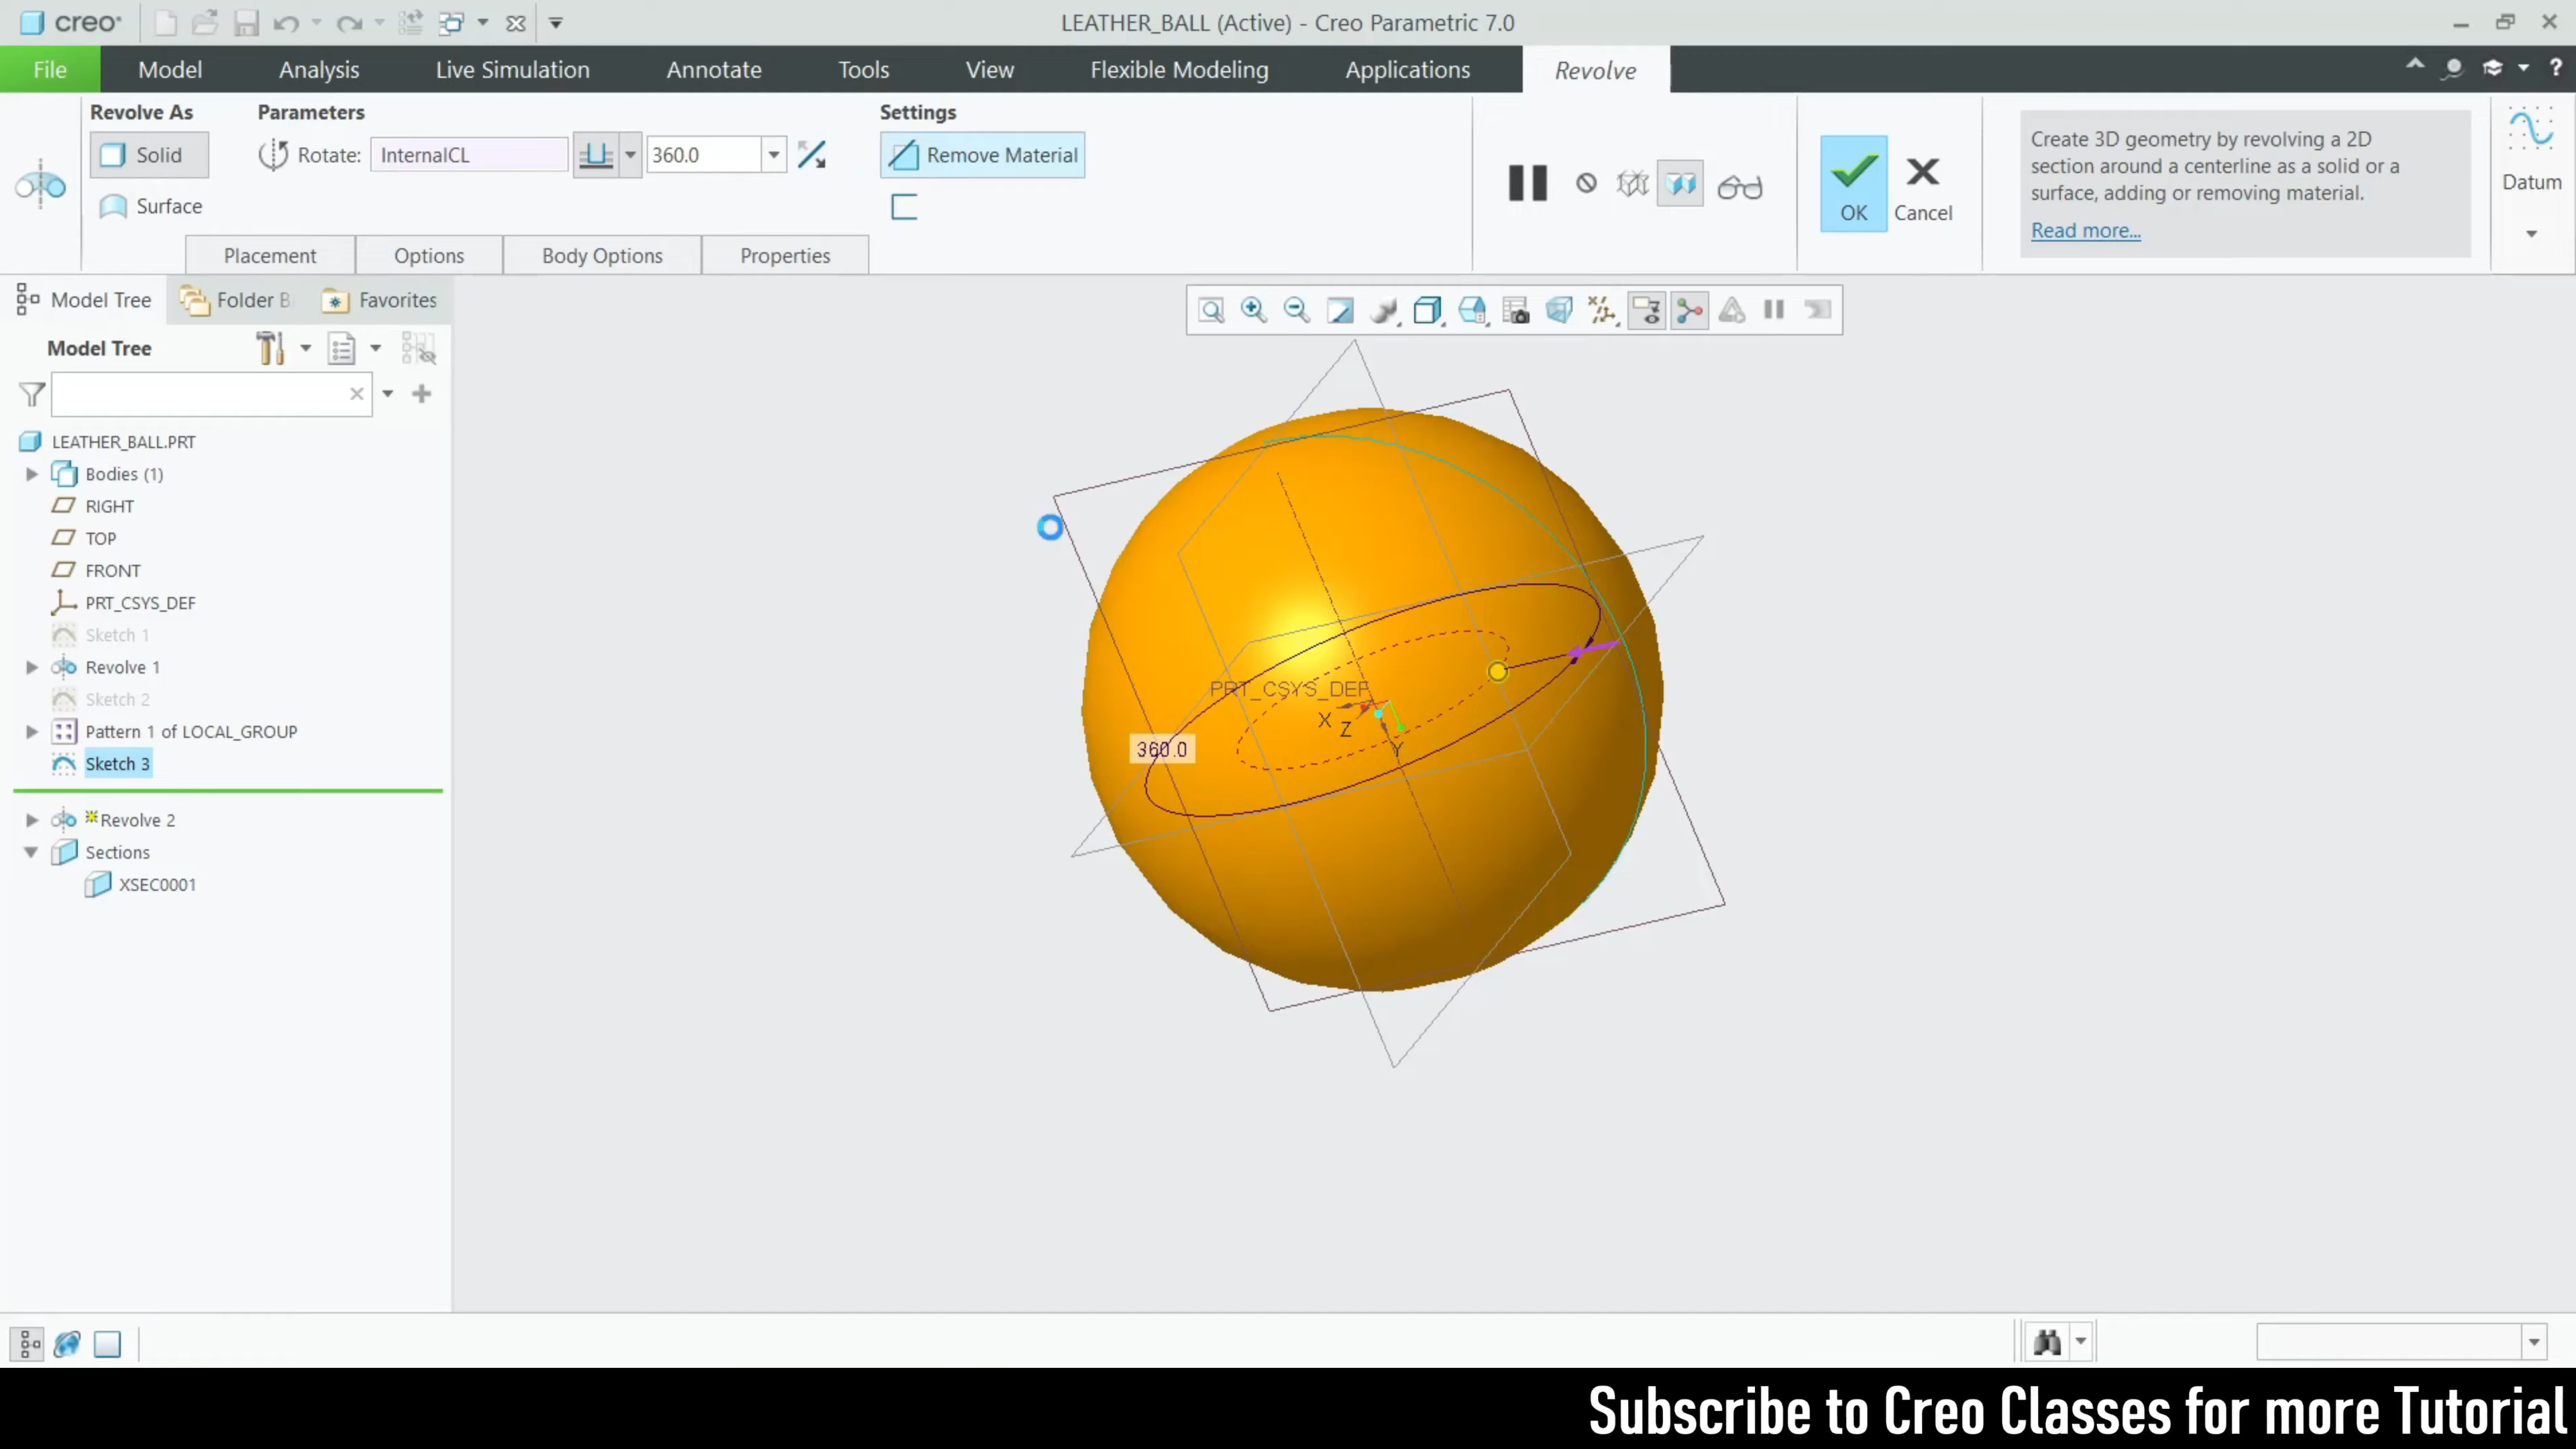 creo
LEATHER_BALL (Active) - Creo Parametric 7.0
File Model Analysis Live Simulation Annotate Tools View Flexible Modeling Applications Revolve
Revolve As
Solid
Surface
Parameters
Rotate: InternalCL 360.0
Settings
Remove Material
OK
Cancel
Create 3D geometry by revolving a 2D
section around a centerline as a solid or a
surface, adding or removing material.
Read more...
Datum
Placement Options Body Options Properties
Model Tree Folder B Favorites
Model Tree
LEATHER_BALL.PRT
Bodies (1)
RIGHT
TOP
FRONT
PRT_CSYS_DEF
Sketch 1
Revolve 1
Sketch 2
Pattern 1 of LOCAL_GROUP
Sketch 3
Revolve 2
Sections
XSEC0001
PRT_CSYS_DEF
X
Z
Y
360.0
Subscribe to Creo Classes for more Tutorial